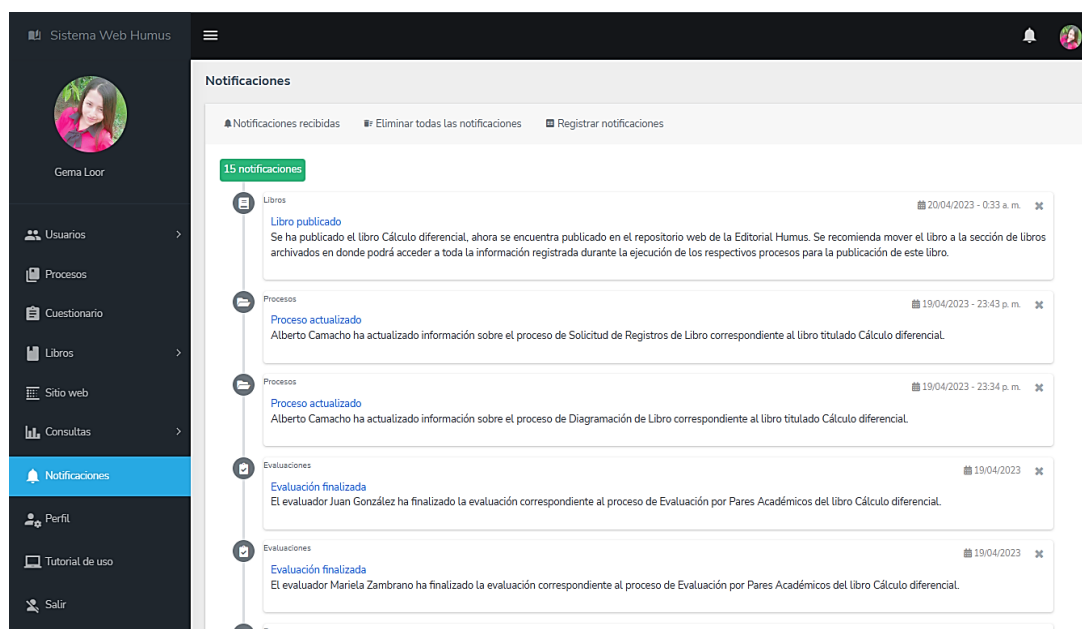 Sistema Web Humus
Gema Loor
Usuarios
Procesos
Cuestionario
Libros
Sitio web
Consultas
Notificaciones
Perfil
Tutorial de uso
Salir
Notificaciones
Notificaciones recibidas
Eliminar todas las notificaciones
Registrar notificaciones
15 notificaciones
Libros
20/04/2023 - 0:33 a. m.
Libro publicado
Se ha publicado el libro Cálculo diferencial, ahora se encuentra publicado en el repositorio web de la Editorial Humus. Se recomienda mover el libro a la sección de libros
archivados en donde podrá acceder a toda la información registrada durante la ejecución de los respectivos procesos para la publicación de este libro.
Procesos
19/04/2023 - 23:43 p. m.
Proceso actualizado
Alberto Camacho ha actualizado información sobre el proceso de Solicitud de Registros de Libro correspondiente al libro titulado Cálculo diferencial.
Procesos
19/04/2023 - 23:34 p. m.
Proceso actualizado
Alberto Camacho ha actualizado información sobre el proceso de Diagramación de Libro correspondiente al libro titulado Cálculo diferencial.
Evaluaciones
19/04/2023
Evaluación finalizada
El evaluador Juan González ha finalizado la evaluación correspondiente al proceso de Evaluación por Pares Académicos del libro Cálculo diferencial.
Evaluaciones
19/04/2023
Evaluación finalizada
El evaluador Mariela Zambrano ha finalizado la evaluación correspondiente al proceso de Evaluación por Pares Académicos del libro Cálculo diferencial.